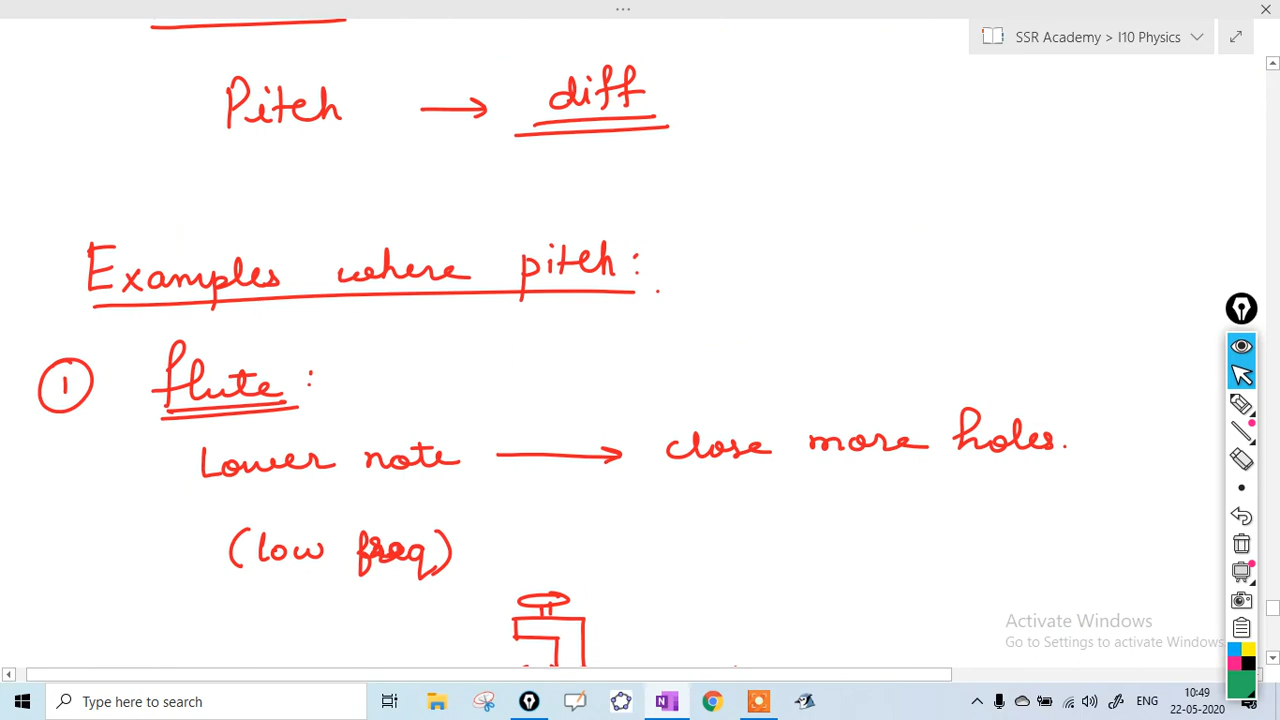 SSR Academy > I10 Physics
Pitch → diff
Examples where pitch:
1 flute:
Lower note → close more holes.
(low freq)
Activate Windows
Go to Settings to activate Windows.
Type here to search
ENG
10:49
22-05-2020